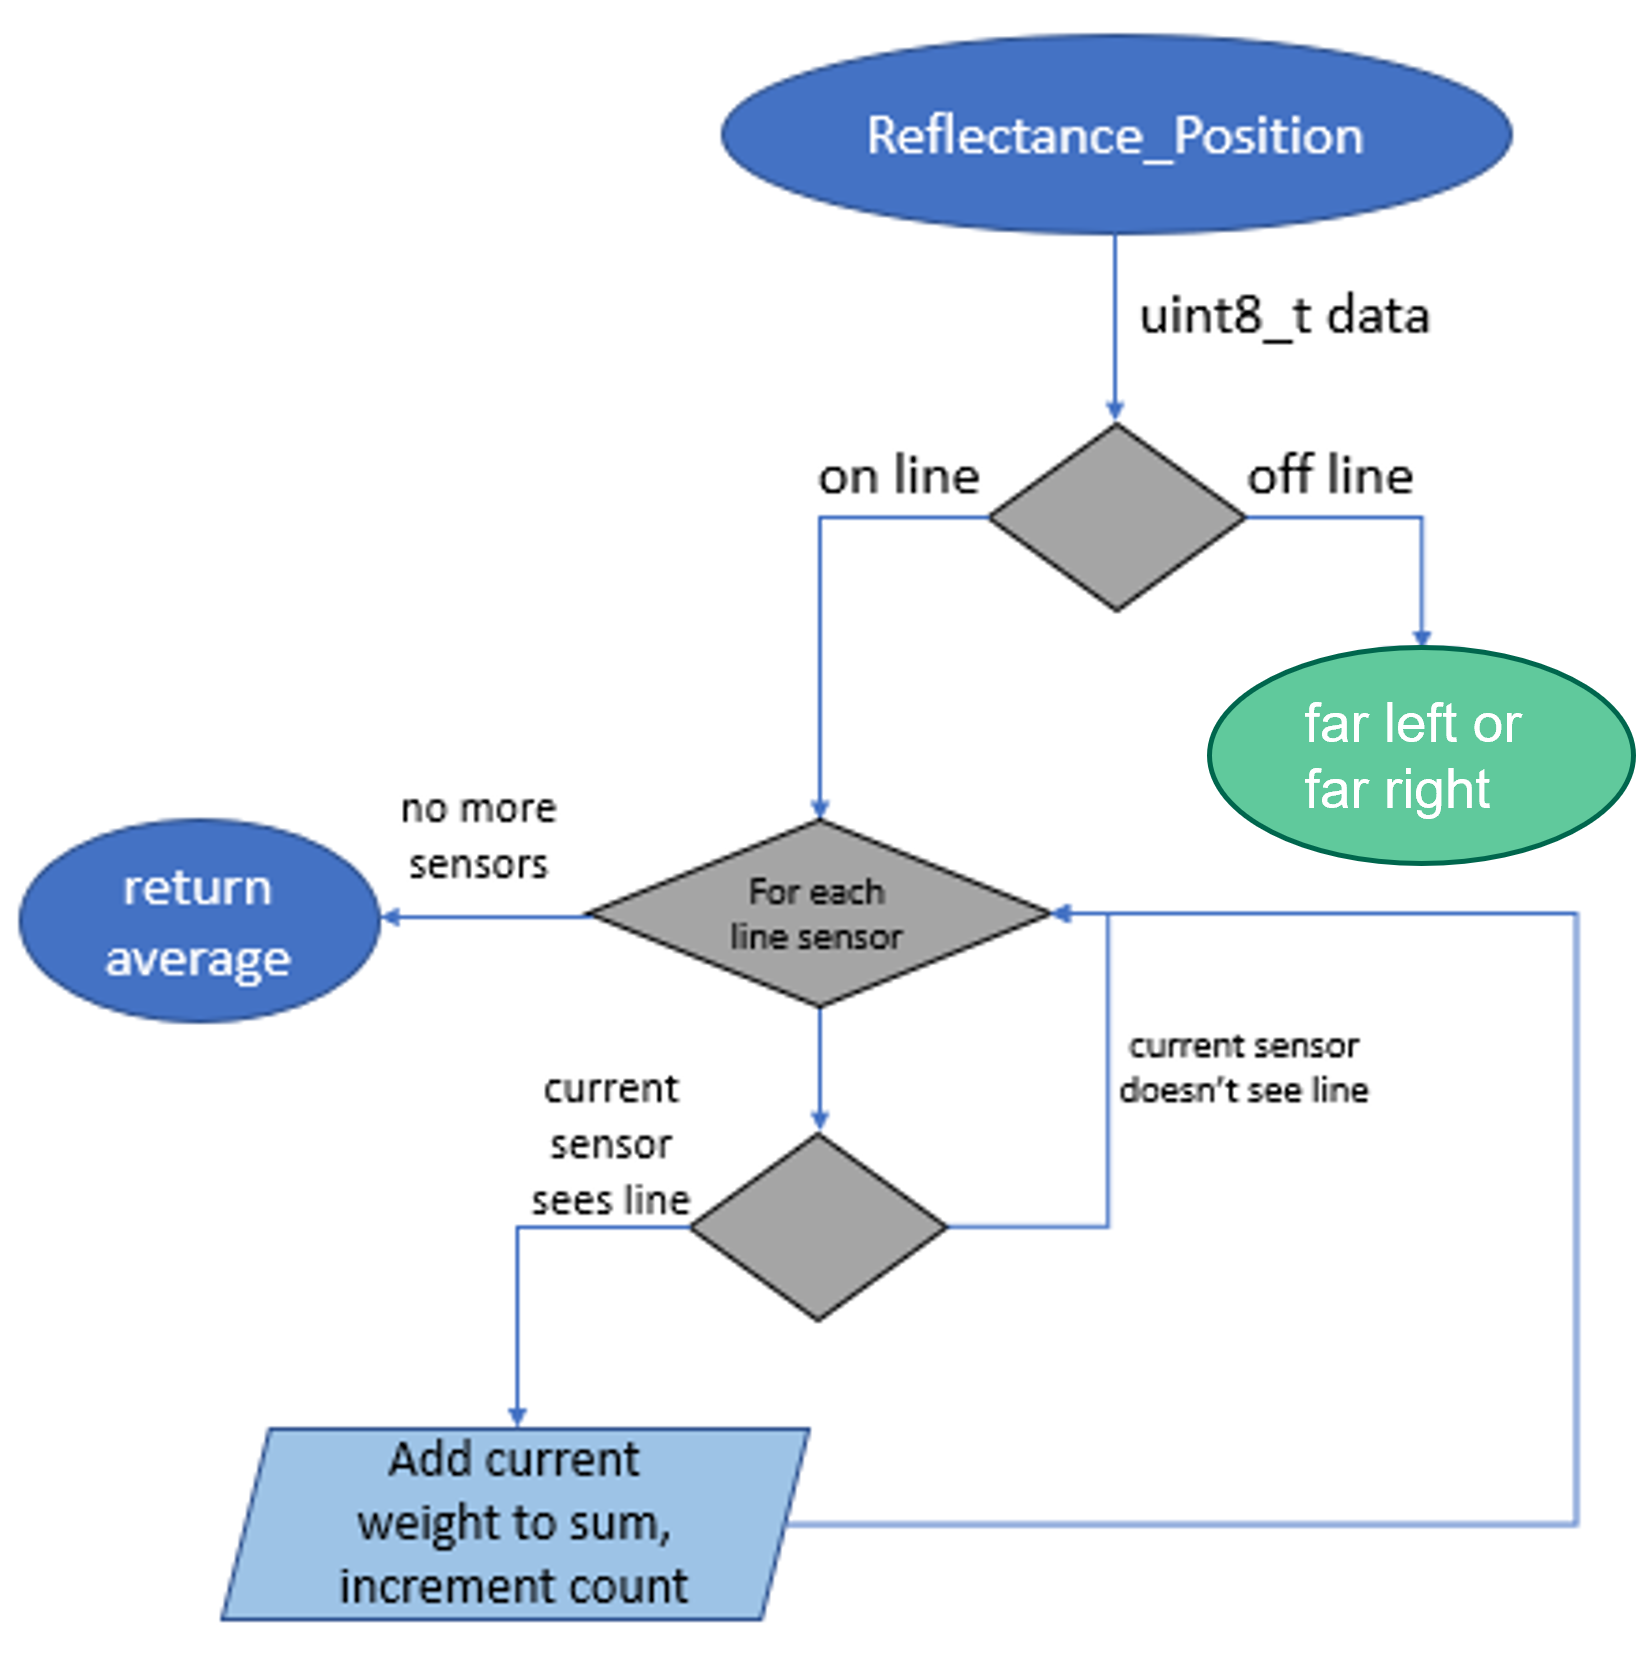 Reflectance_Position
uint8_t data
on line
off line
far left or
far right
no more
sensors
return
average
For each
line sensor
current sensor
doesn't see line
current
sensor
sees line
Add current
weight to sum,
increment count